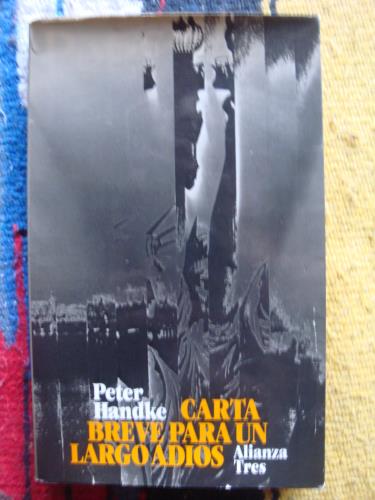 Peter
Handke CARTA
BREVE PARA UN
LARGO ADIOS Alianza
Tres